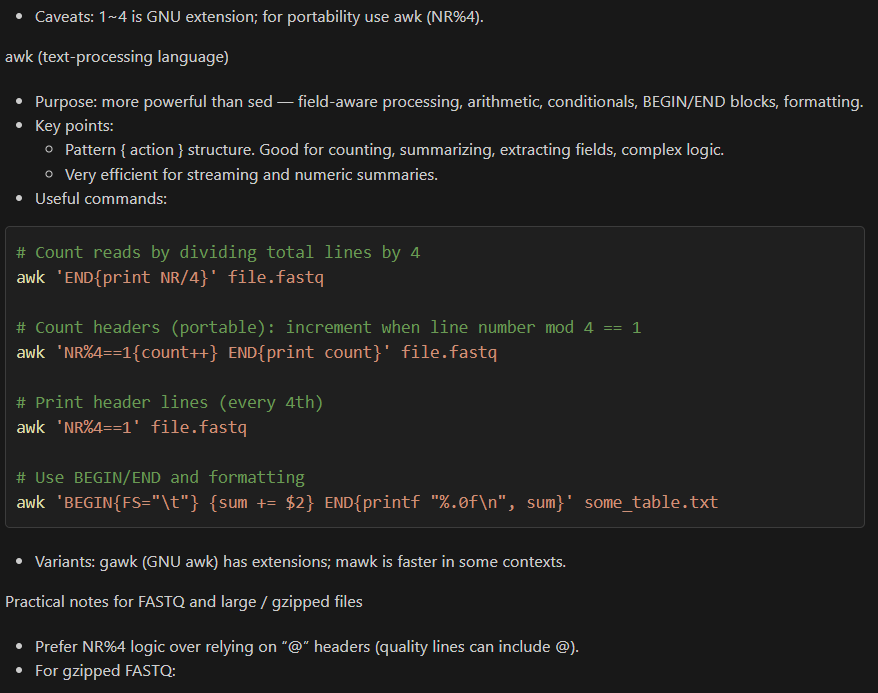 • Caveats: 1~4 is GNU extension; for portability use awk (NR%4).
awk (text-processing language)
• Purpose: more powerful than sed — field-aware processing, arithmetic, conditionals, BEGIN/END blocks, formatting.
• Key points:
○ Pattern { action } structure. Good for counting, summarizing, extracting fields, complex logic.
○ Very efficient for streaming and numeric summaries.
• Useful commands:
# Count reads by dividing total lines by 4
awk 'END{print NR/4}' file.fastq
# Count headers (portable): increment when line number mod 4 == 1
awk 'NR%4==1{count++} END{print count}' file.fastq
# Print header lines (every 4th)
awk 'NR%4==1' file.fastq
# Use BEGIN/END and formatting
awk 'BEGIN{FS="\t"} {sum += $2} END{printf "%.0f\n", sum}' some_table.txt
• Variants: gawk (GNU awk) has extensions; mawk is faster in some contexts.
Practical notes for FASTQ and large / gzipped files
• Prefer NR%4 logic over relying on “@” headers (quality lines can include @).
• For gzipped FASTQ: